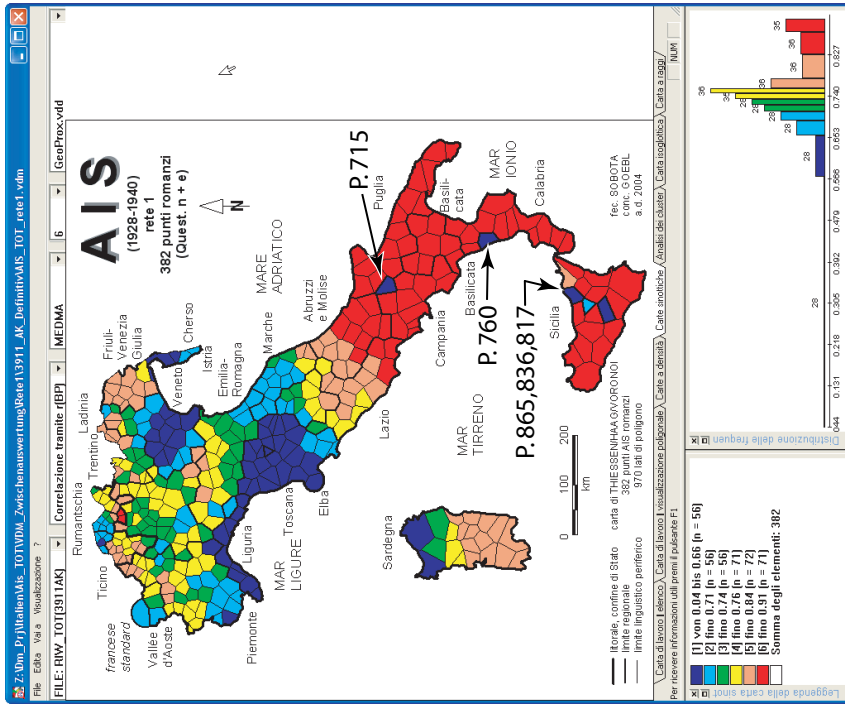 Z:\Dm_Prj\Italien\Ais_TOT\VDM_Zwischenauswertung\Rete1\3911_AK_Definitiv\AIS_TOT_rete1.vdm
File Edita Vai a Visualizzazione ?
FILE: RIW_TOT[3911AK]
Correlazione tramite r[BP]
MEDMA
6
GeoProx.vdd
AIS
(1928-1940)
rete 1
382 punti romanzi
(Quest. n + e)
N
francese
standard
Vallée
d'Aoste
Piemonte
Ticino
Rumantschia
Trentino
Ladinia
Friuli-
Venezia
Giulia
Veneto
Cherso
Istria
Emilia-
Romagna
Liguria
MAR
LIGURE
Toscana
Elba
Marche
MARE
ADRIATICO
Abruzzi
e Molise
Lazio
Campania
MAR
TIRRENO
Puglia
P.715
Basili-
cata
MAR
IONIO
Calabria
Basilicata
P.760
Sicilia
P.865,836,817
Sardegna
0 100 200
km
litorale, confine di Stato
limite regionale
limite linguistico periferico
carta di THIESSEN/HAAG/VORONOI
382 punti AIS romanzi
970 lati di poligono
fec. SOBOTA
conc. GOEBL
a.d. 2004
Carta di lavoro | elenco
Carta di lavoro | visualizzazione poligonale
Carte a densità
Carte sinottiche
Analisi dei cluster
Carta isoglottica
Carta a raggi
Per ricevere informazioni utili premi il pulsante F1
NUM
Leggenda della carta sinot
[1] von 0.04 bis 0.66 [n = 56]
[2] fino 0.71 [n = 56]
[3] fino 0.74 [n = 56]
[4] fino 0.76 [n = 71]
[5] fino 0.84 [n = 72]
[6] fino 0.91 [n = 71]
Somma degli elementi: 382
Distribuzione delle frequen
28 28 28 28 28 28 35 36 36 36 36 35
.044 0.131 0.218 0.305 0.392 0.479 0.566 0.653 0.740 0.827